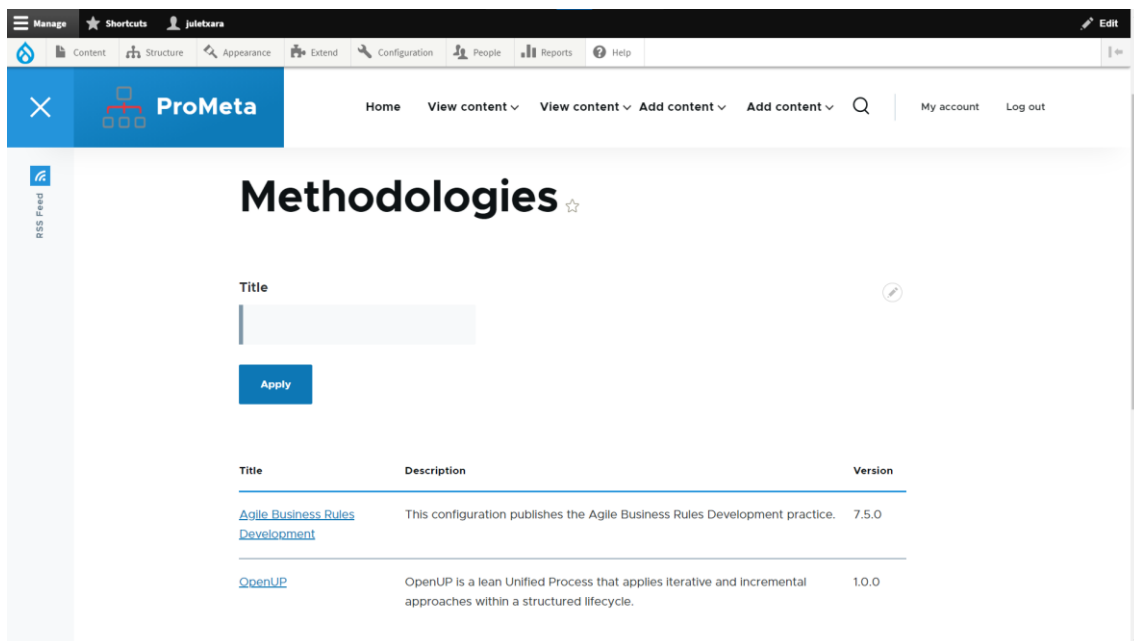 Manage Shortcuts juletxara Edit
Content Structure Appearance Extend Configuration People Reports Help
ProMeta Home View content View content Add content Add content My account Log out
RSS Feed
Methodologies
Title
Apply
Title Description Version
Agile Business Rules This configuration publishes the Agile Business Rules Development practice. 7.5.0
Development
OpenUP OpenUP is a lean Unified Process that applies iterative and incremental 1.0.0
approaches within a structured lifecycle.